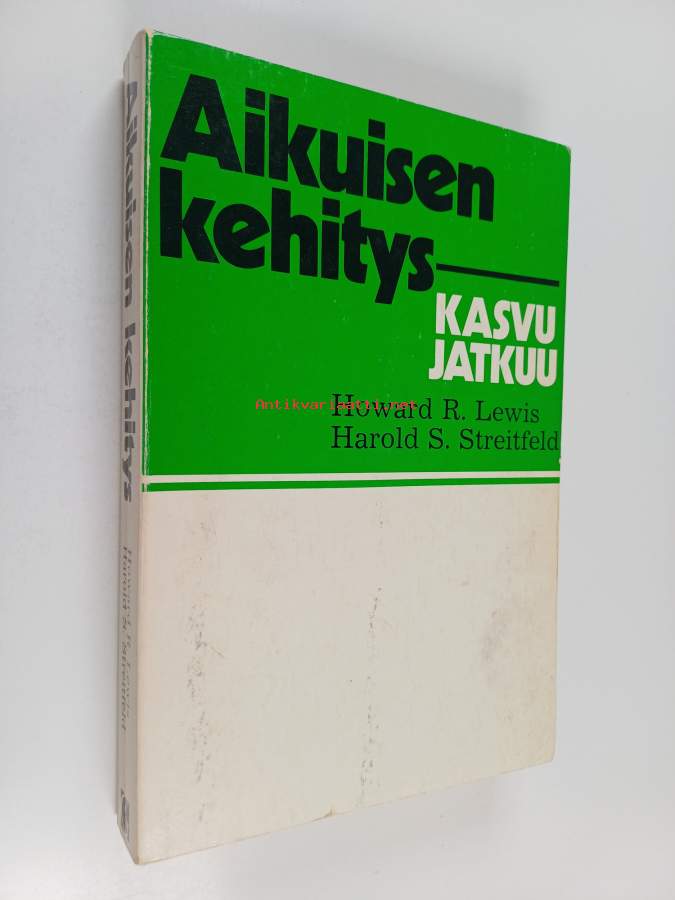 Aikuisen
kehitys
KASVU
JATKUU
Howard R. Lewis
Harold S. Streitfeld
Antikvariaatti.net
Aikuisen kehitys
Howard R. Lewis
Harold S. Streitfeld